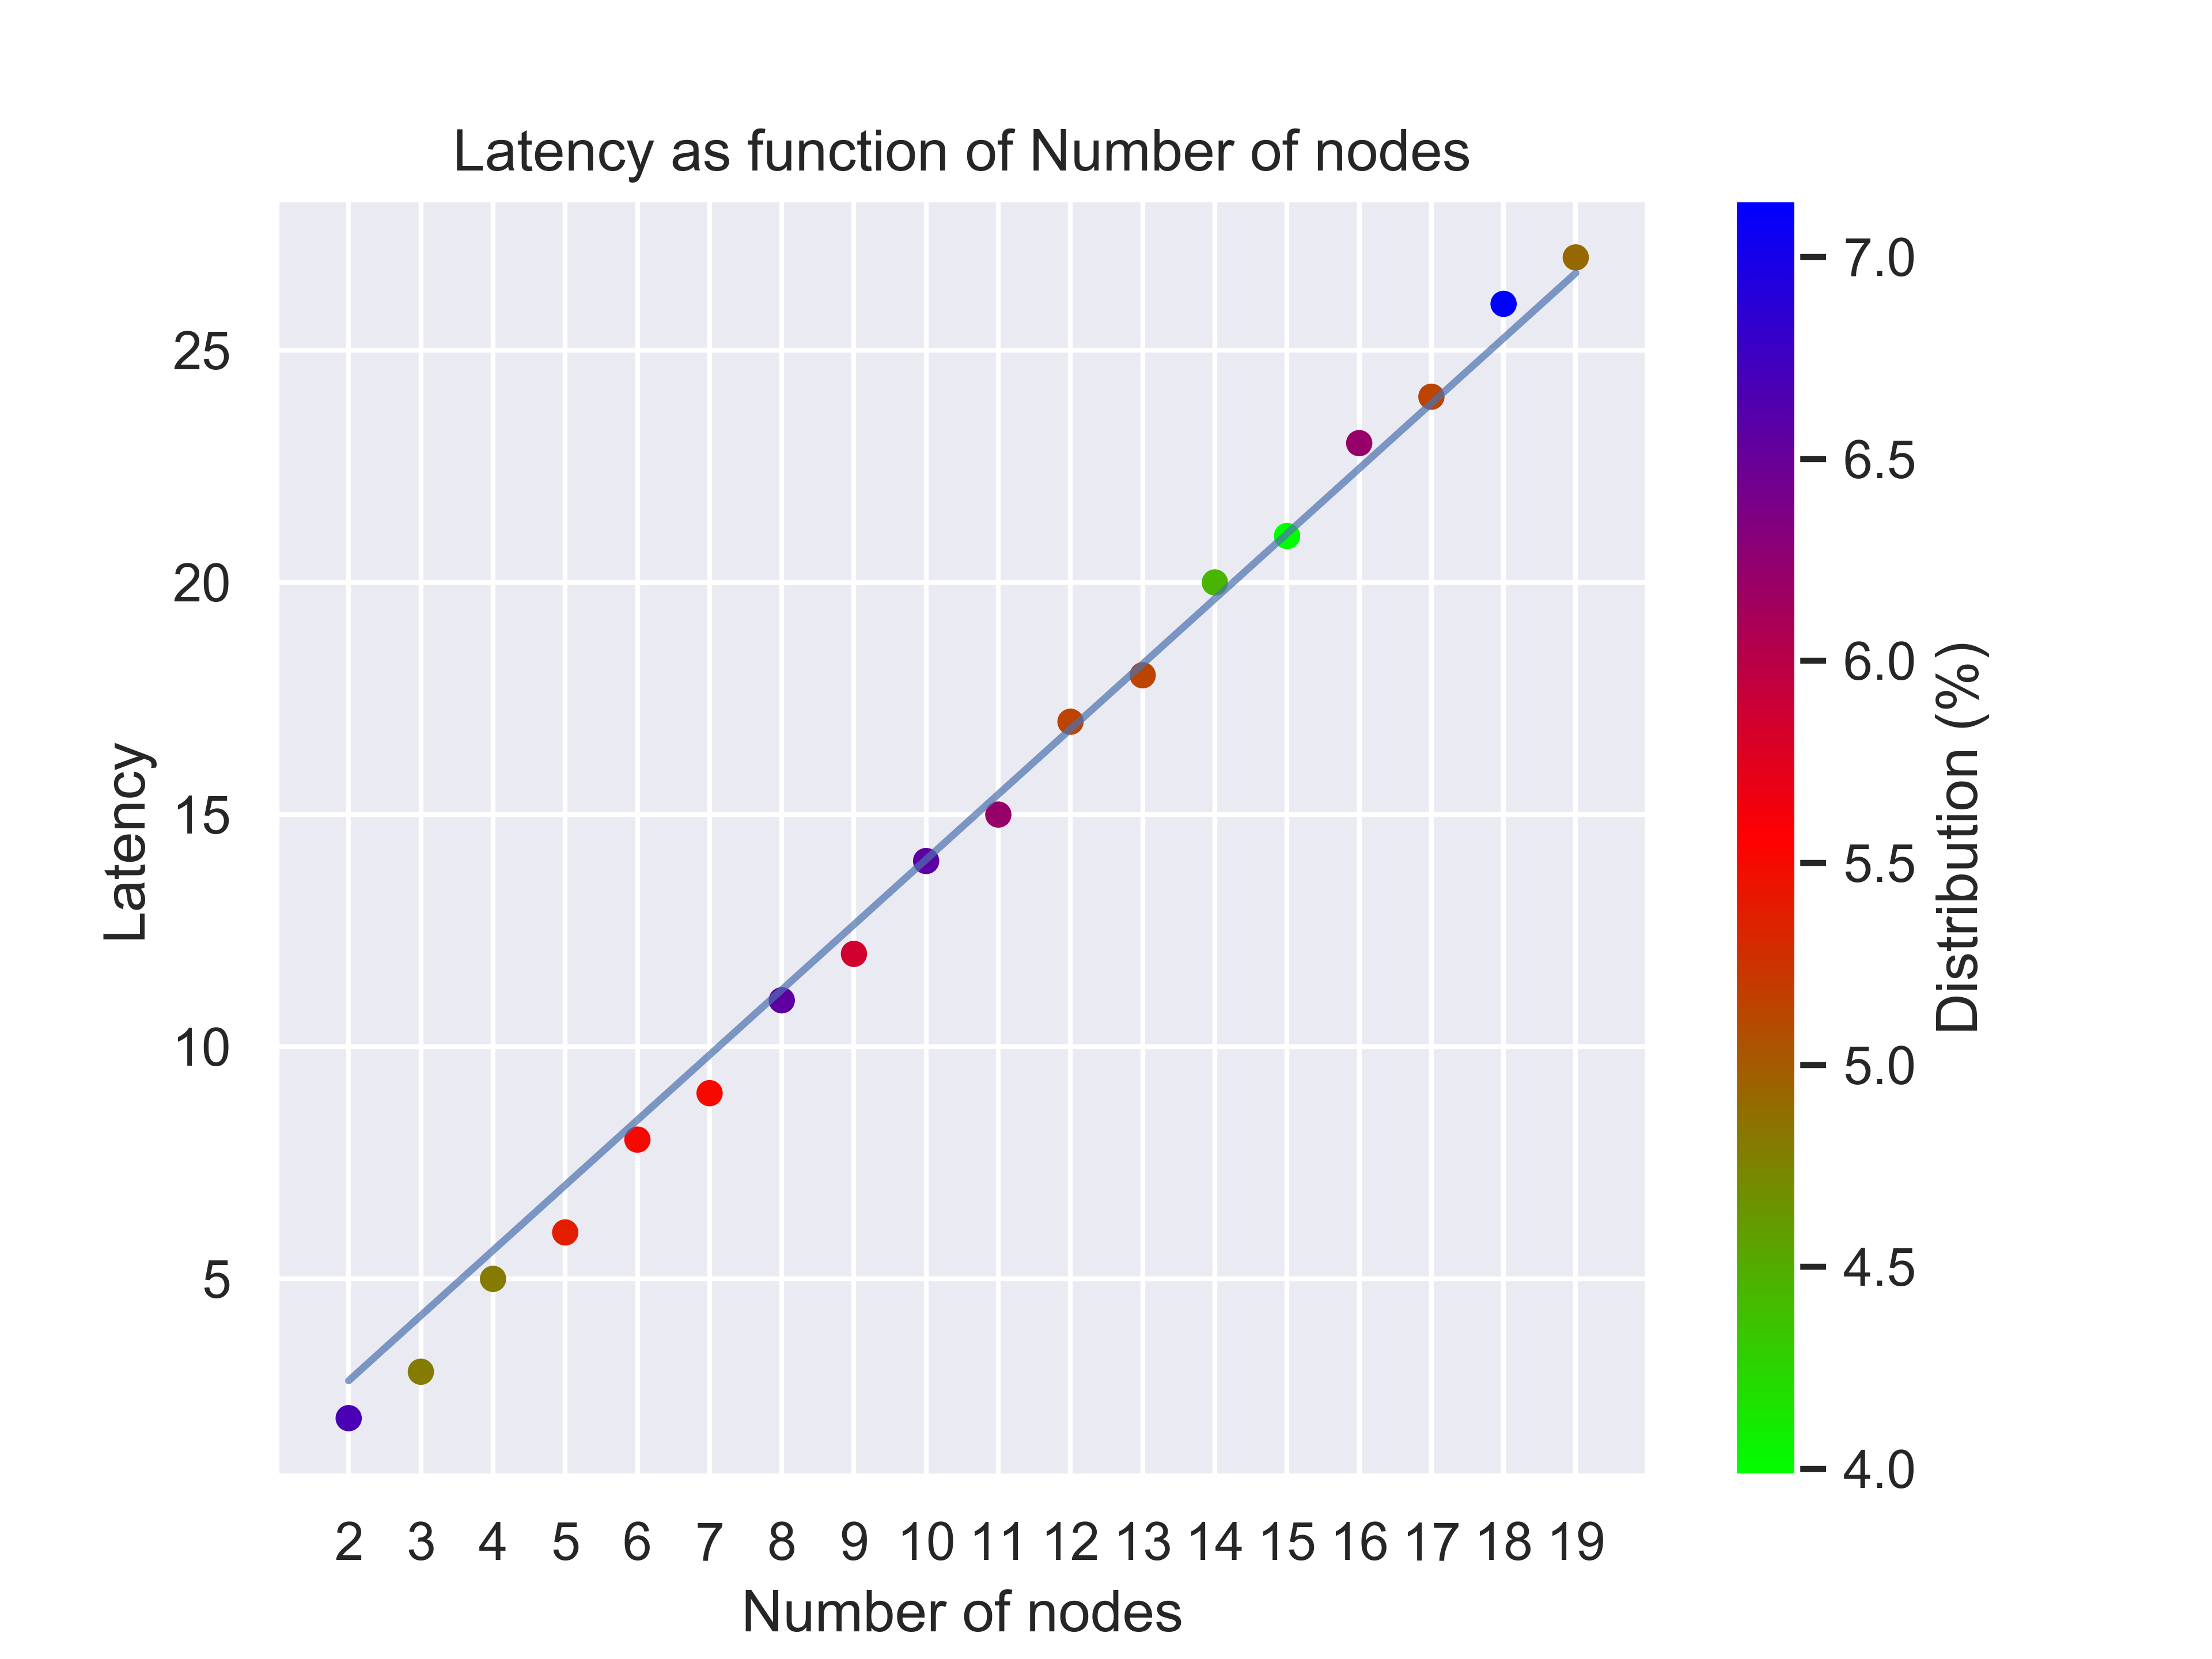 Latency as function of Number of nodes
Latency
25
20
15
10
5
2 3 4 5 6 7 8 9 10 11 12 13 14 15 16 17 18 19
Number of nodes
7.0
6.5
6.0
5.5
5.0
4.5
4.0
Distribution (%)